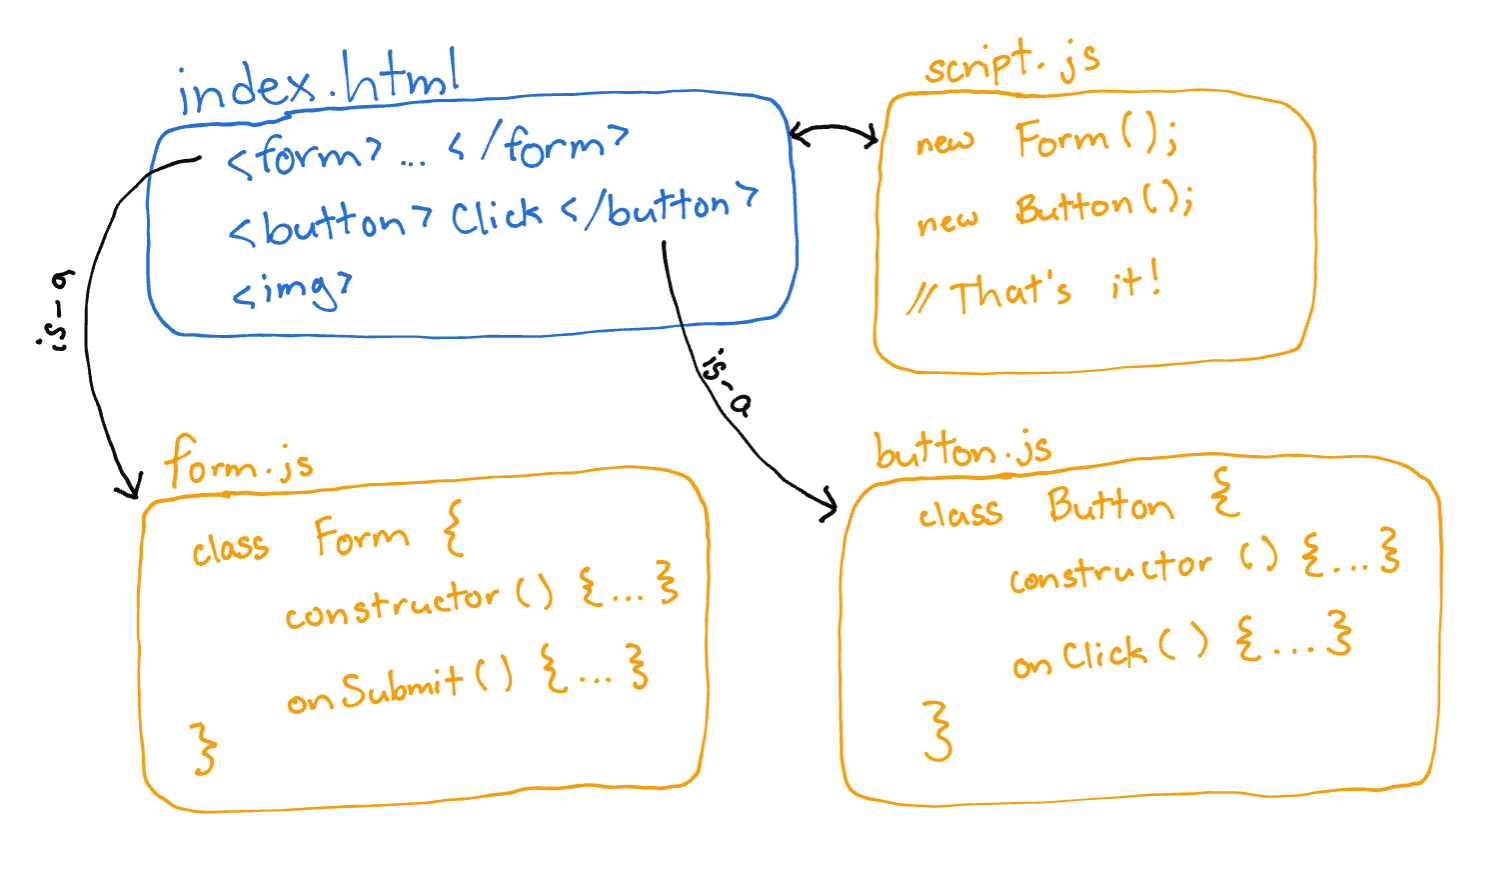 index.html
<form> ... </form>
<button> Click </button>
<img>
script.js
new Form();
new Button();
// That's it!
is-a
is-a
form.js
class Form {
constructor() {...}
onSubmit() {...}
}
button.js
class Button {
constructor () {...}
onClick() {...}
}